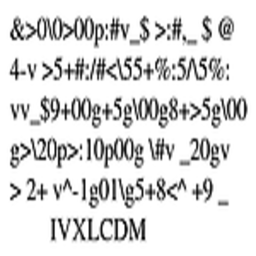 &>0\0>00p:#v_$ >:#,_ $ @
4-v >5+#:/#<\55+%:5/\5%:
vv_$9+00g+5g\00g8+>5g\00
g>\20p>:10p00g \#v _20gv
> 2+ v^-1g01\g5+8<^ +9 _
IVXLCDM